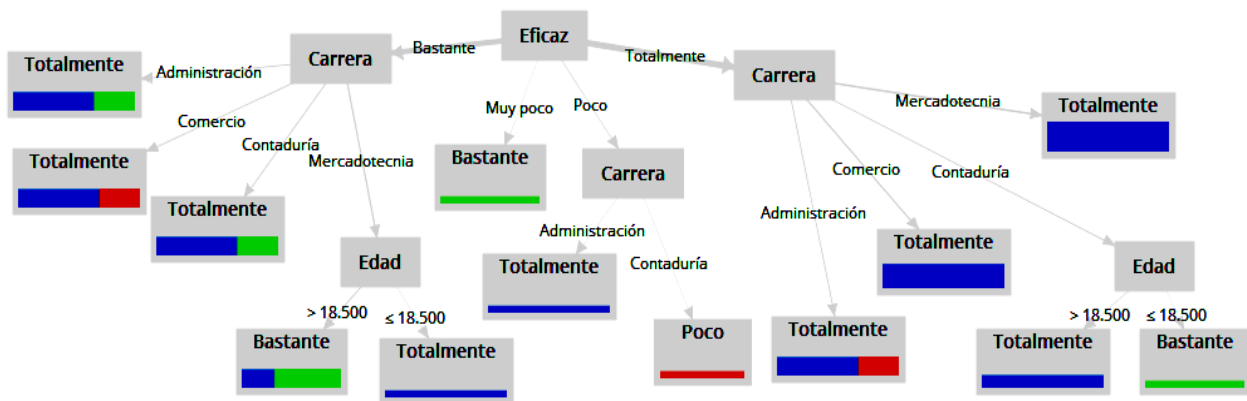 Eficaz
Bastante
Totalmente
Muy poco
Poco
Carrera
Administración
Comercio
Contaduría
Mercadotecnia
Totalmente
Totalmente
Totalmente
Edad
> 18.500
≤ 18.500
Bastante
Totalmente
Bastante
Carrera
Administración
Contaduría
Totalmente
Poco
Carrera
Mercadotecnia
Comercio
Contaduría
Administración
Totalmente
Totalmente
Totalmente
Edad
> 18.500
≤ 18.500
Totalmente
Bastante